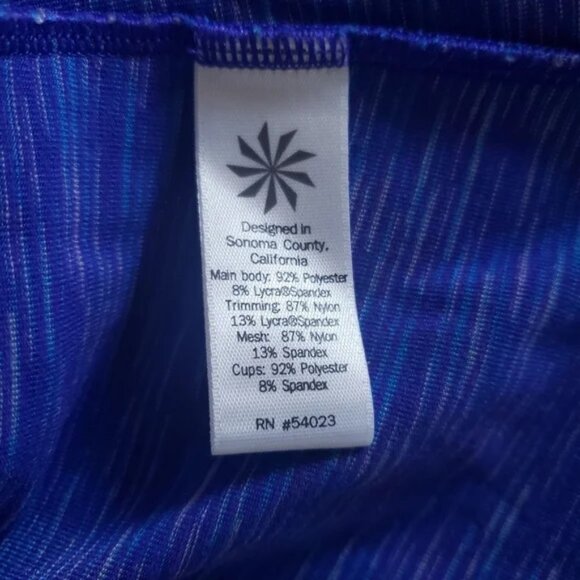 Designed in
Sonoma County,
California
Main body: 92% Polyester
8% Lycra®Spandex
Trimming: 87% Nylon
13% Lycra®Spandex
Mesh: 87% Nylon
13% Spandex
Cups: 92% Polyester
8% Spandex
RN #54023